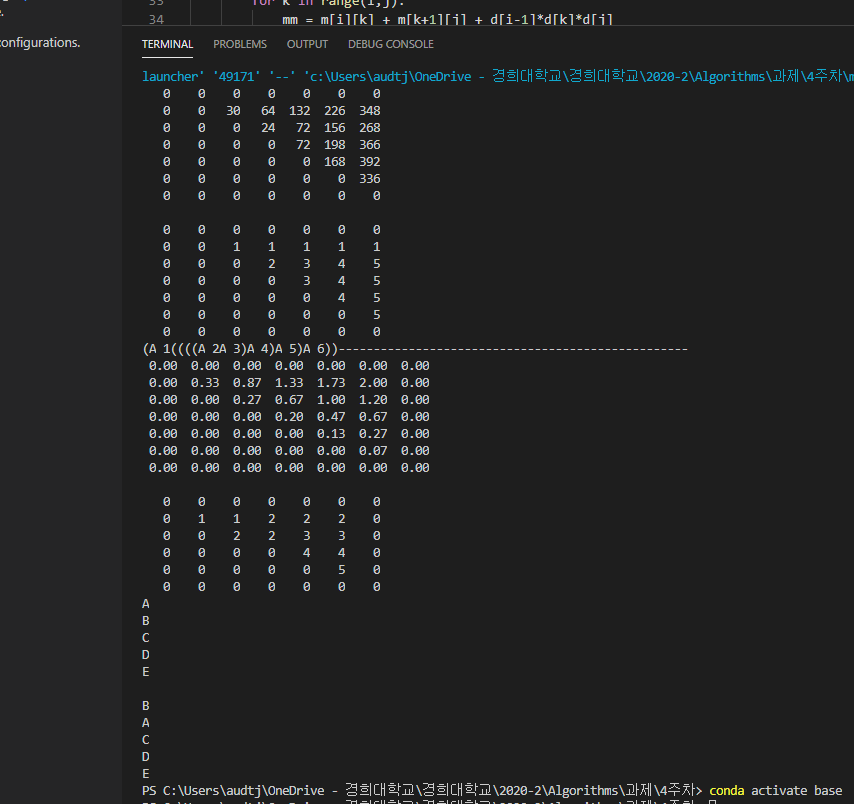 33 for k in range(i,j):
34 mm = m[i][k] + m[k+1][j] + d[i-1]*d[k]*d[j]
configurations.
TERMINAL PROBLEMS OUTPUT DEBUG CONSOLE
launcher' '49171' '--' 'c:\Users\audtj\OneDrive - 경희대학교\경희대학교\2020-2\Algorithms\과제\4주차\m
0 0 0 0 0 0 0
0 0 30 64 132 226 348
0 0 0 24 72 156 268
0 0 0 0 72 198 366
0 0 0 0 0 168 392
0 0 0 0 0 0 336
0 0 0 0 0 0 0
0 0 0 0 0 0 0
0 0 1 1 1 1 1
0 0 0 2 3 4 5
0 0 0 0 3 4 5
0 0 0 0 0 4 5
0 0 0 0 0 0 5
0 0 0 0 0 0 0
(A 1((((A 2A 3)A 4)A 5)A 6))--------------------------------------------------
0.00 0.00 0.00 0.00 0.00 0.00 0.00
0.00 0.33 0.87 1.33 1.73 2.00 0.00
0.00 0.00 0.27 0.67 1.00 1.20 0.00
0.00 0.00 0.00 0.20 0.47 0.67 0.00
0.00 0.00 0.00 0.00 0.13 0.27 0.00
0.00 0.00 0.00 0.00 0.00 0.07 0.00
0.00 0.00 0.00 0.00 0.00 0.00 0.00
0 0 0 0 0 0 0
0 1 1 2 2 2 0
0 0 2 2 3 3 0
0 0 0 0 4 4 0
0 0 0 0 0 5 0
0 0 0 0 0 0 0
A
B
C
D
E
B
A
C
D
E
PS C:\Users\audtj\OneDrive - 경희대학교\경희대학교\2020-2\Algorithms\과제\4주차> conda activate base